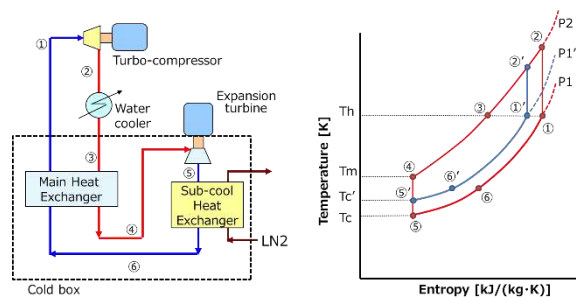 ①
Turbo-compressor
②
Water
cooler
Expansion
turbine
③
Main Heat
Exchanger
④
⑤
Sub-cool
Heat
Exchanger
LN2
⑥
Cold box
Temperature [K]
Th
Tm
Tc'
Tc
P2
P1'
P1
②
②'
③
①'
①
④
⑤'
⑥'
⑥
⑤
Entropy [kJ/(kg·K)]